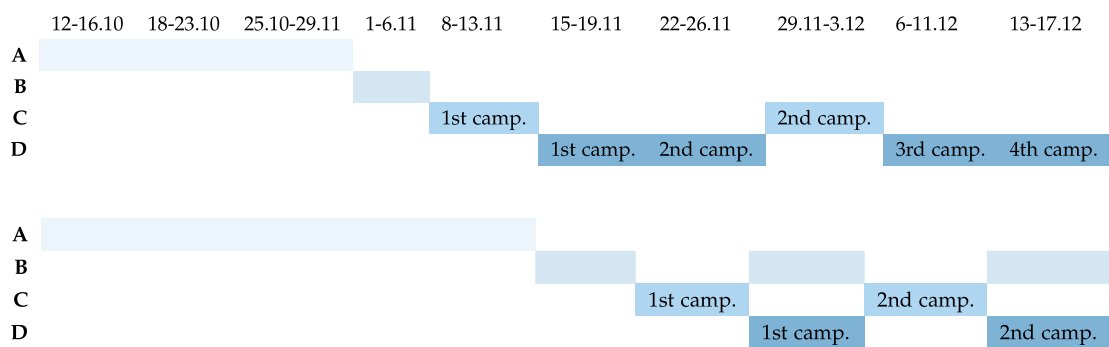 12-16.10 18-23.10 25.10-29.11 1-6.11 8-13.11 15-19.11 22-26.11 29.11-3.12 6-11.12 13-17.12
A
B
C 1st camp. 2nd camp.
D 1st camp. 2nd camp. 3rd camp. 4th camp.
A
B
C 1st camp. 2nd camp.
D 1st camp. 2nd camp.